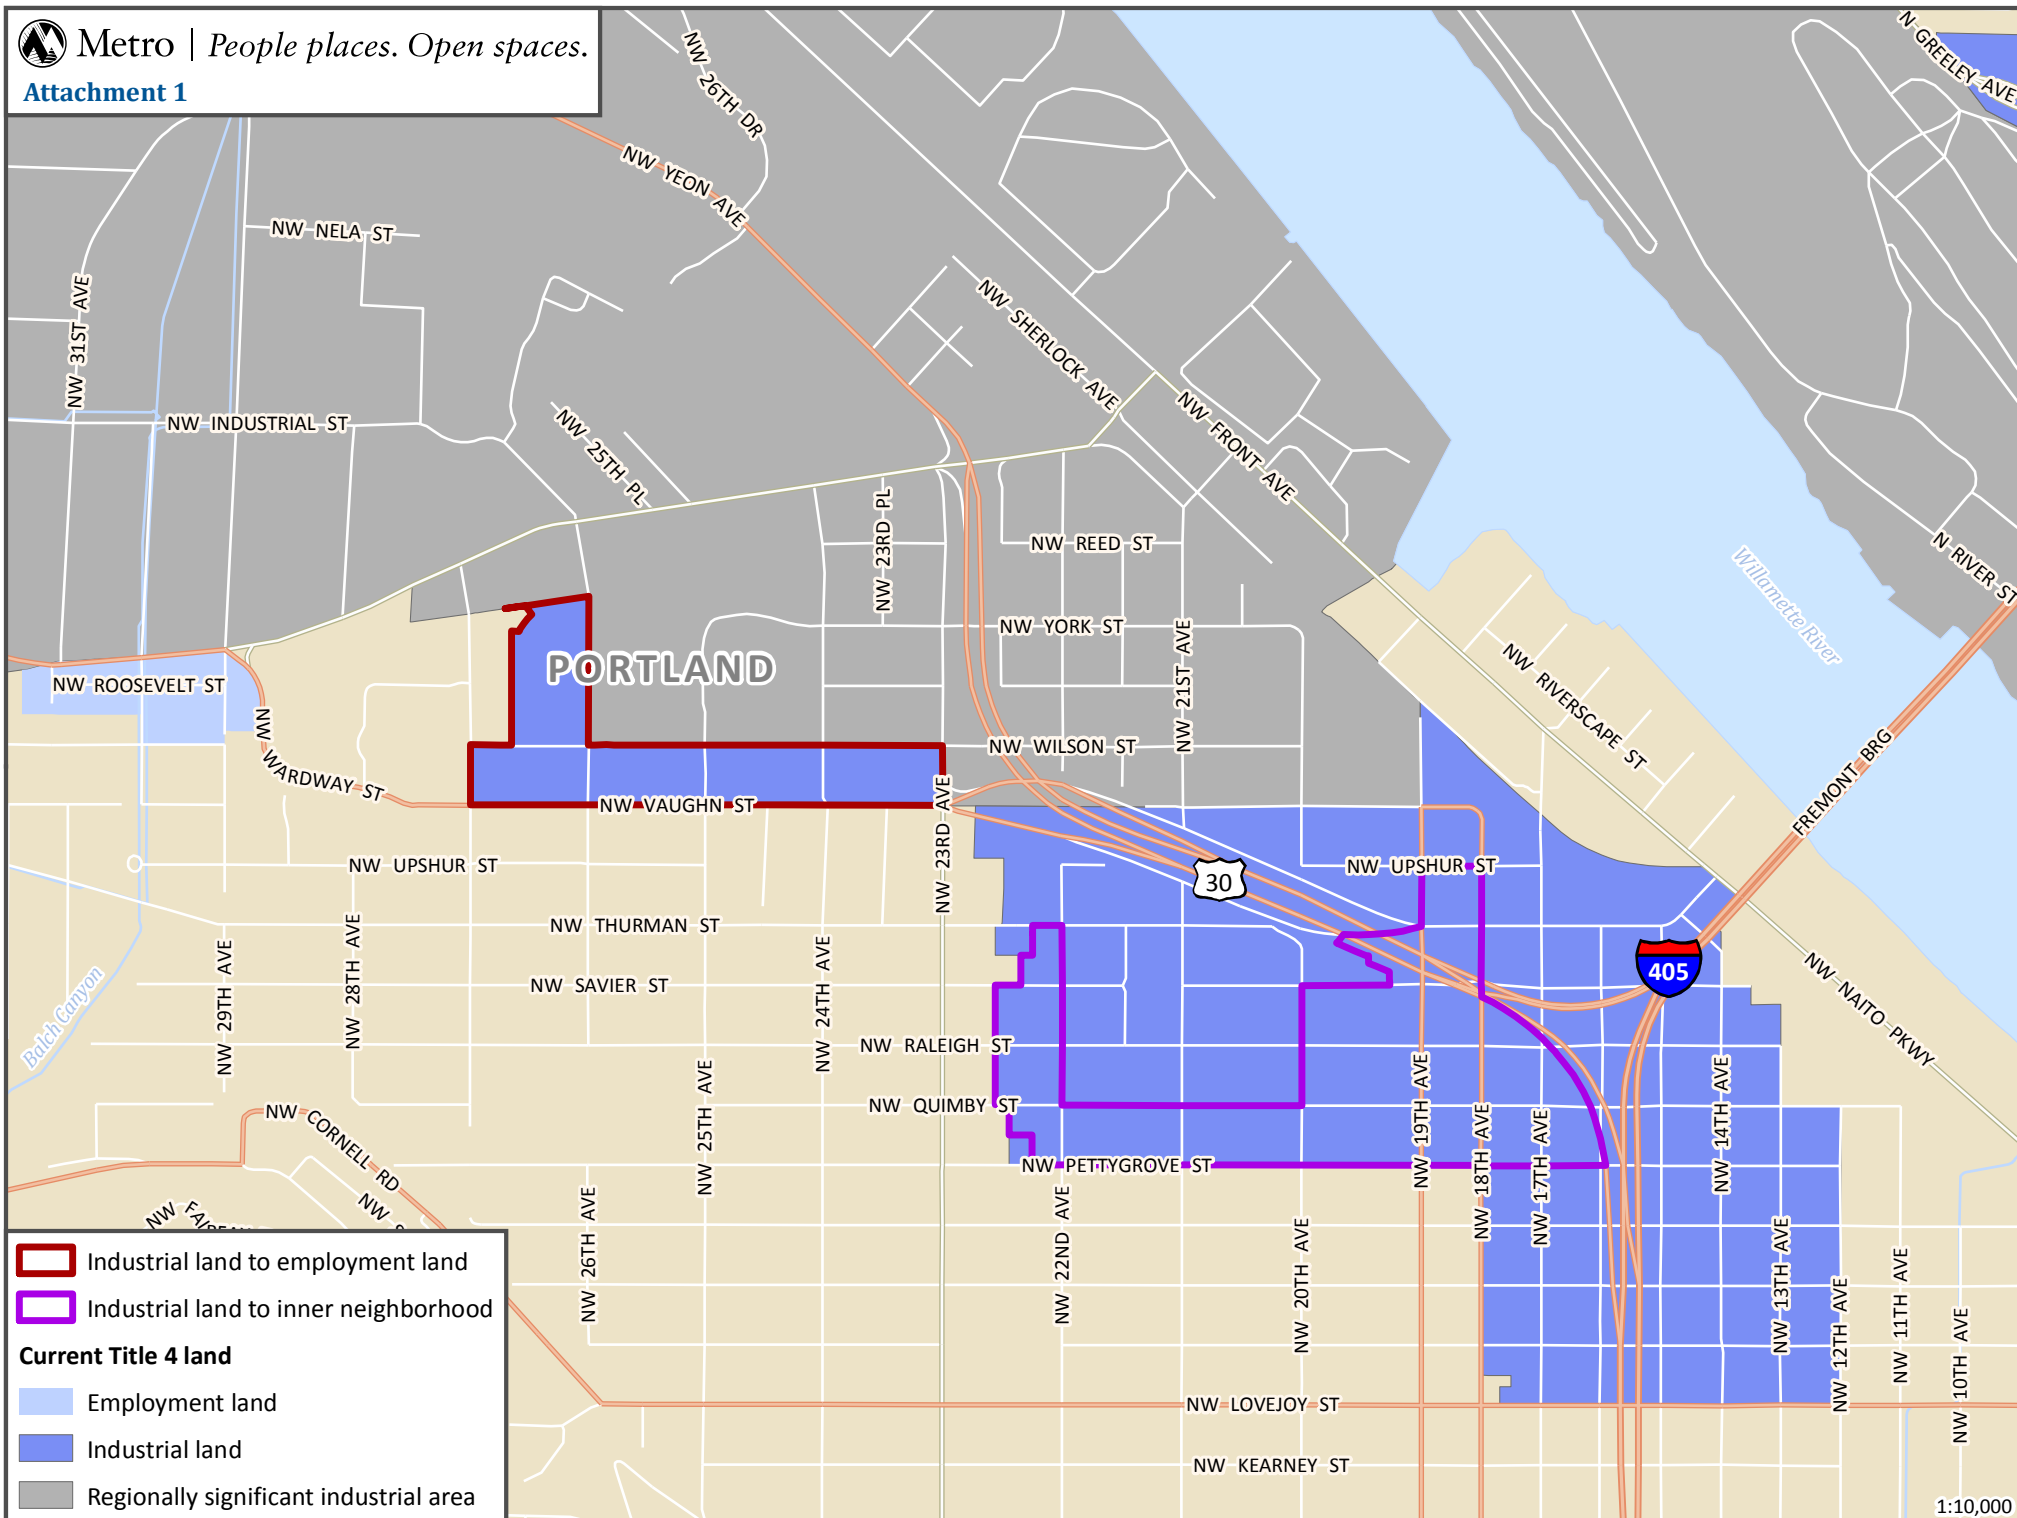 Metro | People places. Open spaces.
Attachment 1
N GREELEY AVE
NW 26TH DR
NW YEON AVE
NW NELA ST
NW 31ST AVE
NW SHERLOCK AVE
NW INDUSTRIAL ST
NW 25TH PL
NW FRONT AVE
NW 23RD PL
NW REED ST
N RIVER ST
Willamette River
NW YORK ST
NW 21ST AVE
PORTLAND
NW ROOSEVELT ST
NW RIVERSCAPE ST
NW WARDWAY ST
NW WILSON ST
FREMONT BRG
NW VAUGHN ST
NW 23RD AVE
NW UPSHUR ST
NW UPSHUR ST
30
NW THURMAN ST
NW 29TH AVE
NW 28TH AVE
NW 24TH AVE
405
NW SAVIER ST
NW NAITO PKWY
Balch Canyon
NW RALEIGH ST
NW 25TH AVE
NW 19TH AVE
NW 14TH AVE
NW QUIMBY ST
NW CORNELL RD
NW 18TH AVE
NW 17TH AVE
NW PETTYGROVE ST
NW
NW
NW 26TH AVE
NW 22ND AVE
NW 20TH AVE
NW 13TH AVE
NW 12TH AVE
NW 11TH AVE
NW 10TH AVE
NW LOVEJOY ST
NW KEARNEY ST
Industrial land to employment land
Industrial land to inner neighborhood
Current Title 4 land
Employment land
Industrial land
Regionally significant industrial area
1:10,000